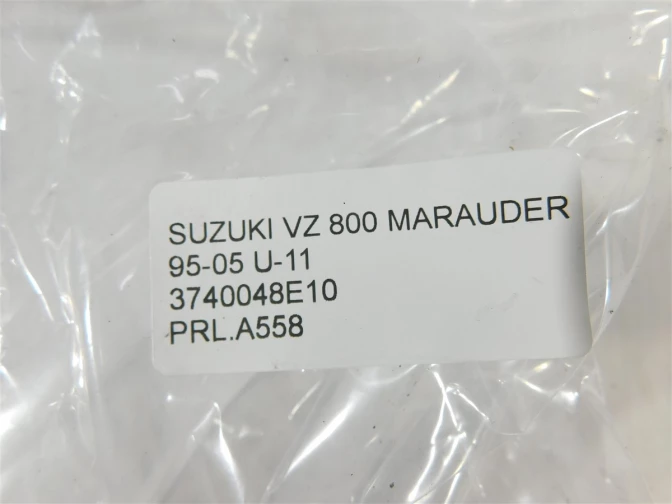 SUZUKI VZ 800 MARAUDER
95-05 U-11
3740048E10
PRL.A558